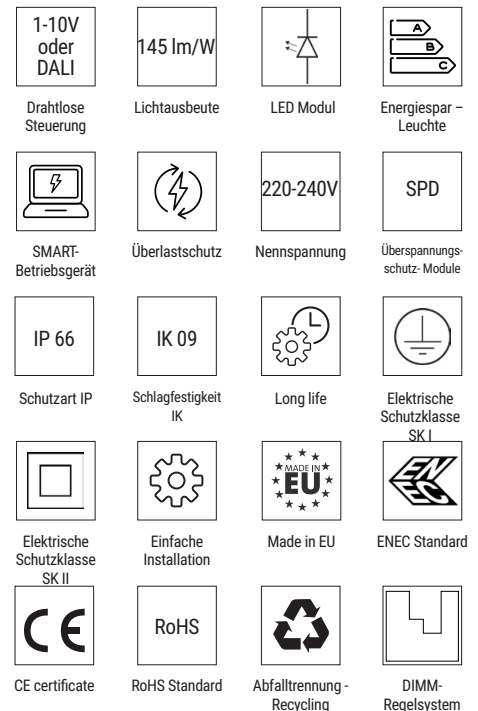 1-10V
oder
DALI
145 lm/W
A
B
C
Drahtlose
Steuerung
Lichtausbeute
LED Modul
Energiespar –
Leuchte
220-240V
SPD
SMART-
Betriebsgerät
Überlastschutz
Nennspannung
Überspannungs-
schutz- Module
IP 66
IK 09
Schutzart IP
Schlagfestigkeit
IK
Long life
Elektrische
Schutzklasse
SK I
MADE IN
EU
ENEC
Elektrische
Schutzklasse
SK II
Einfache
Installation
Made in EU
ENEC Standard
CE
RoHS
CE certificate
RoHS Standard
Abfalltrennung -
Recycling
DIMM-
Regelsystem